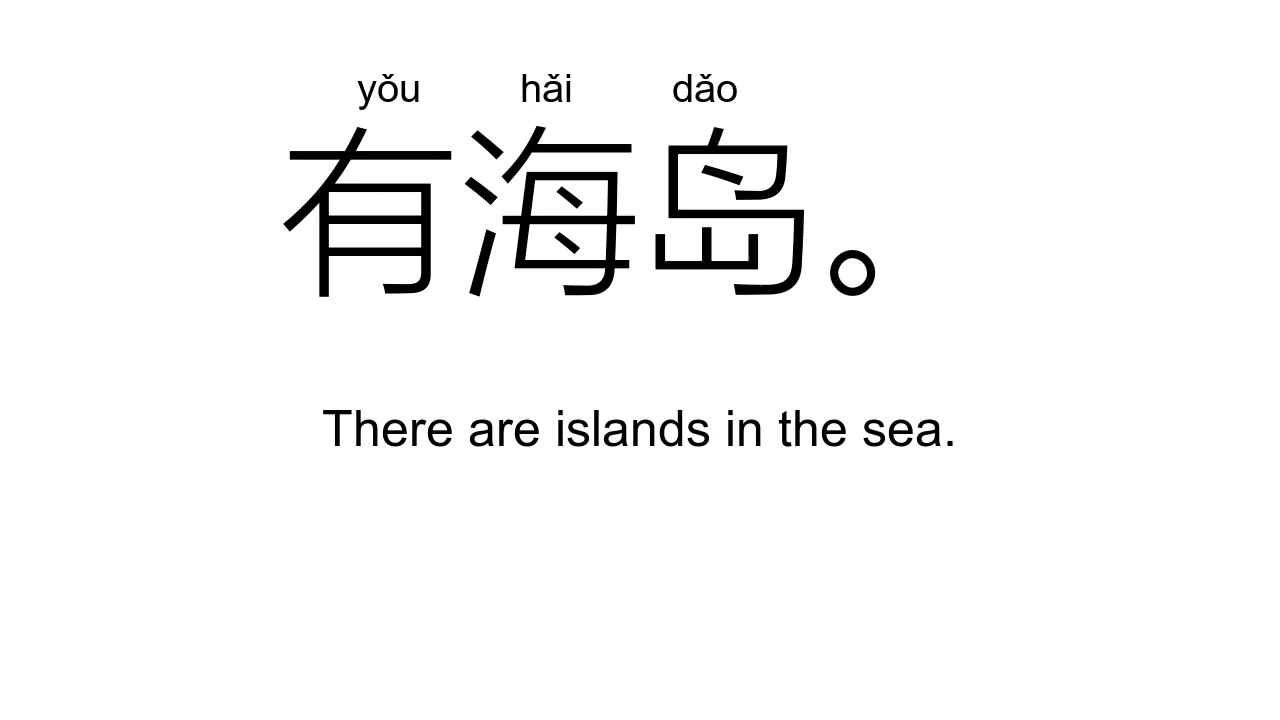 yǒu hǎi dǎo
有海岛。
There are islands in the sea.